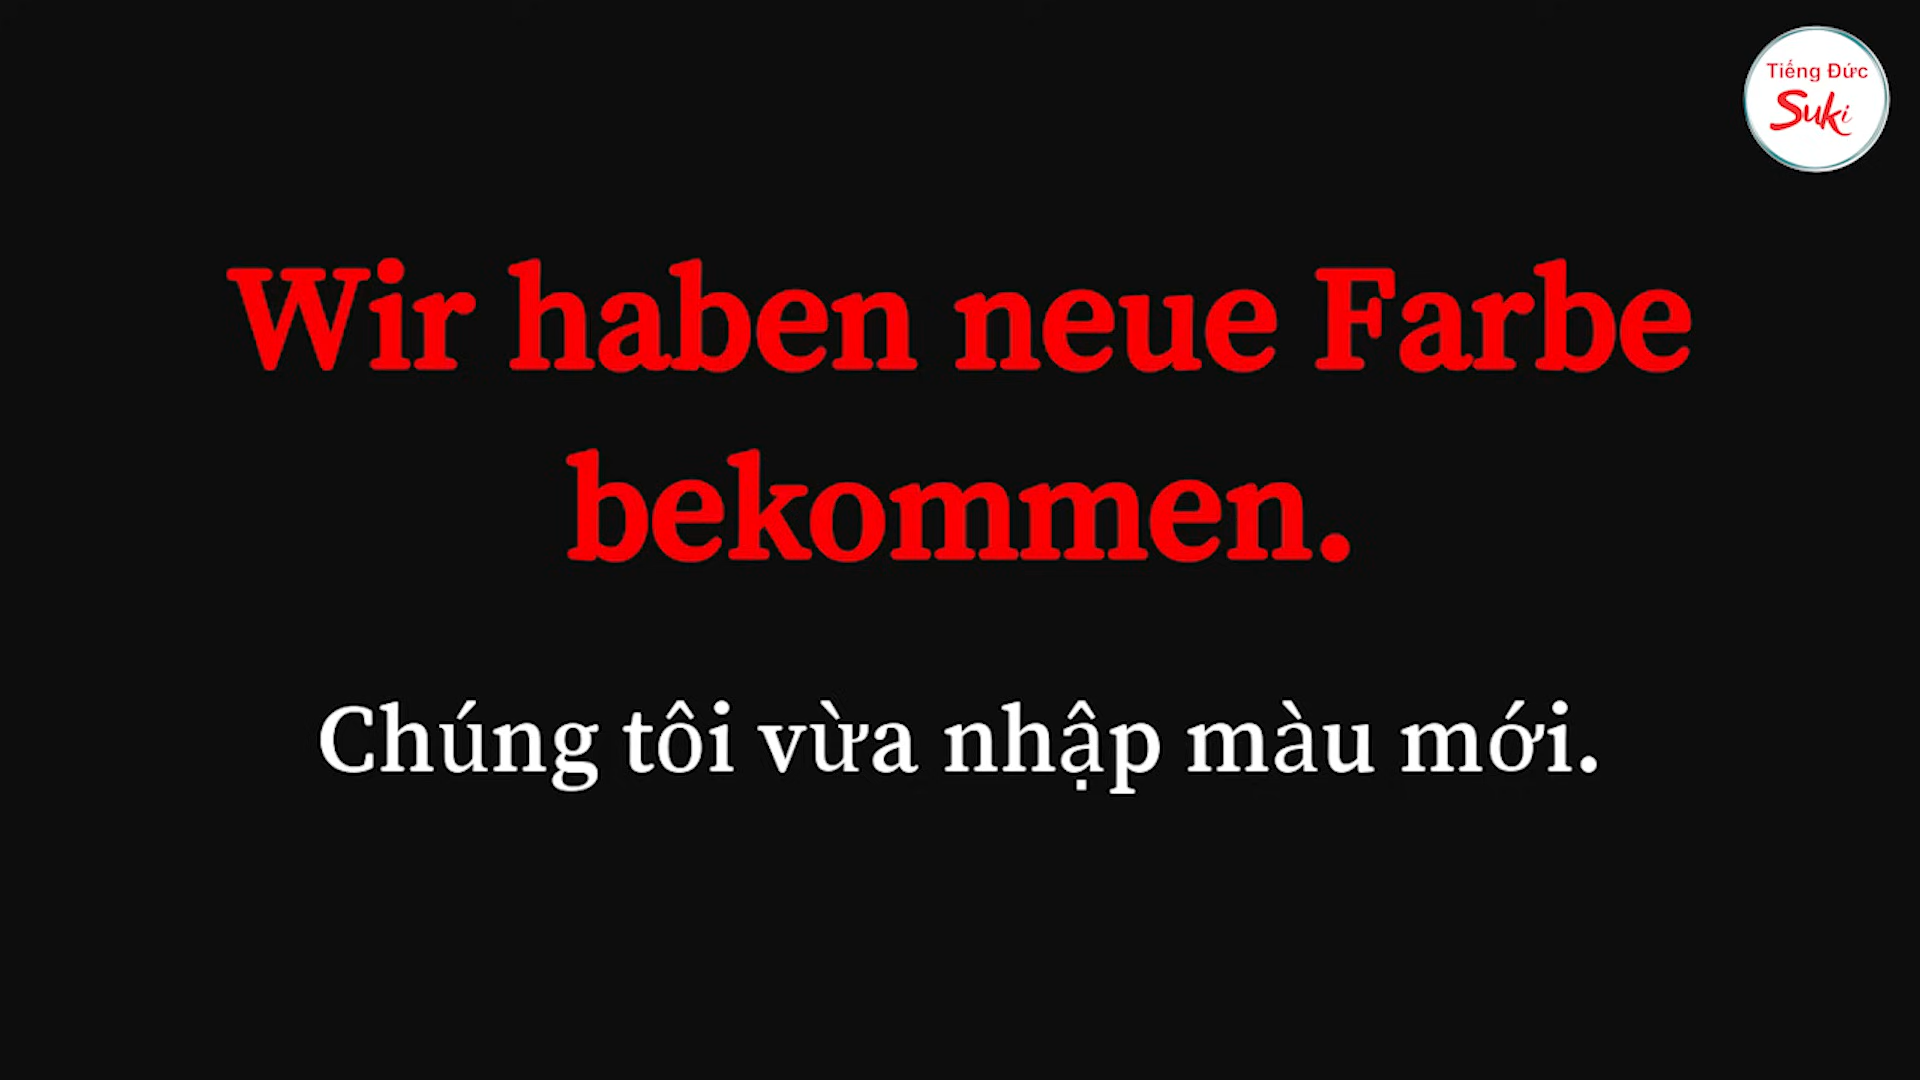 Tiếng Đức
Suki
Wir haben neue Farbe
bekommen.
Chúng tôi vừa nhập màu mới.